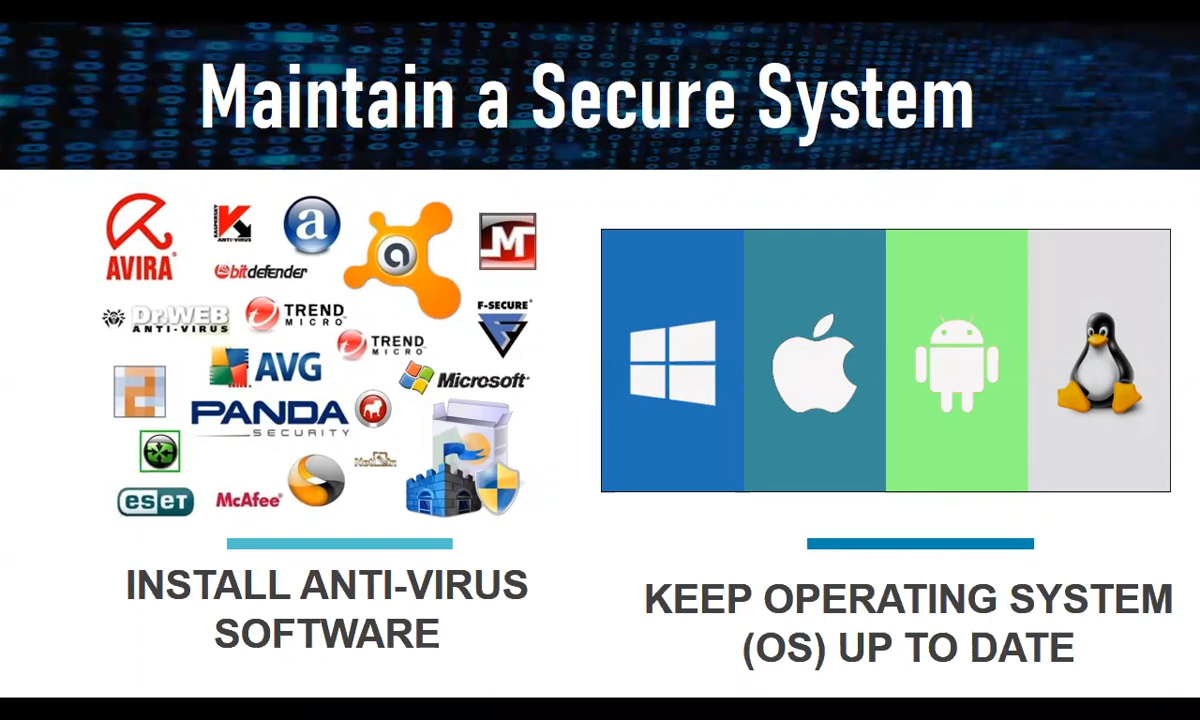 Maintain a Secure System
AVIRA
KASPERSKY
ANTI-VIRUS
a
a
M
bitdefender
Dr.WEB
ANTI-VIRUS
TREND
MICRO
F-SECURE
TREND
MICRO
AVG
Microsoft
PANDA
SECURITY
eseT
McAfee
INSTALL ANTI-VIRUS
SOFTWARE
KEEP OPERATING SYSTEM
(OS) UP TO DATE